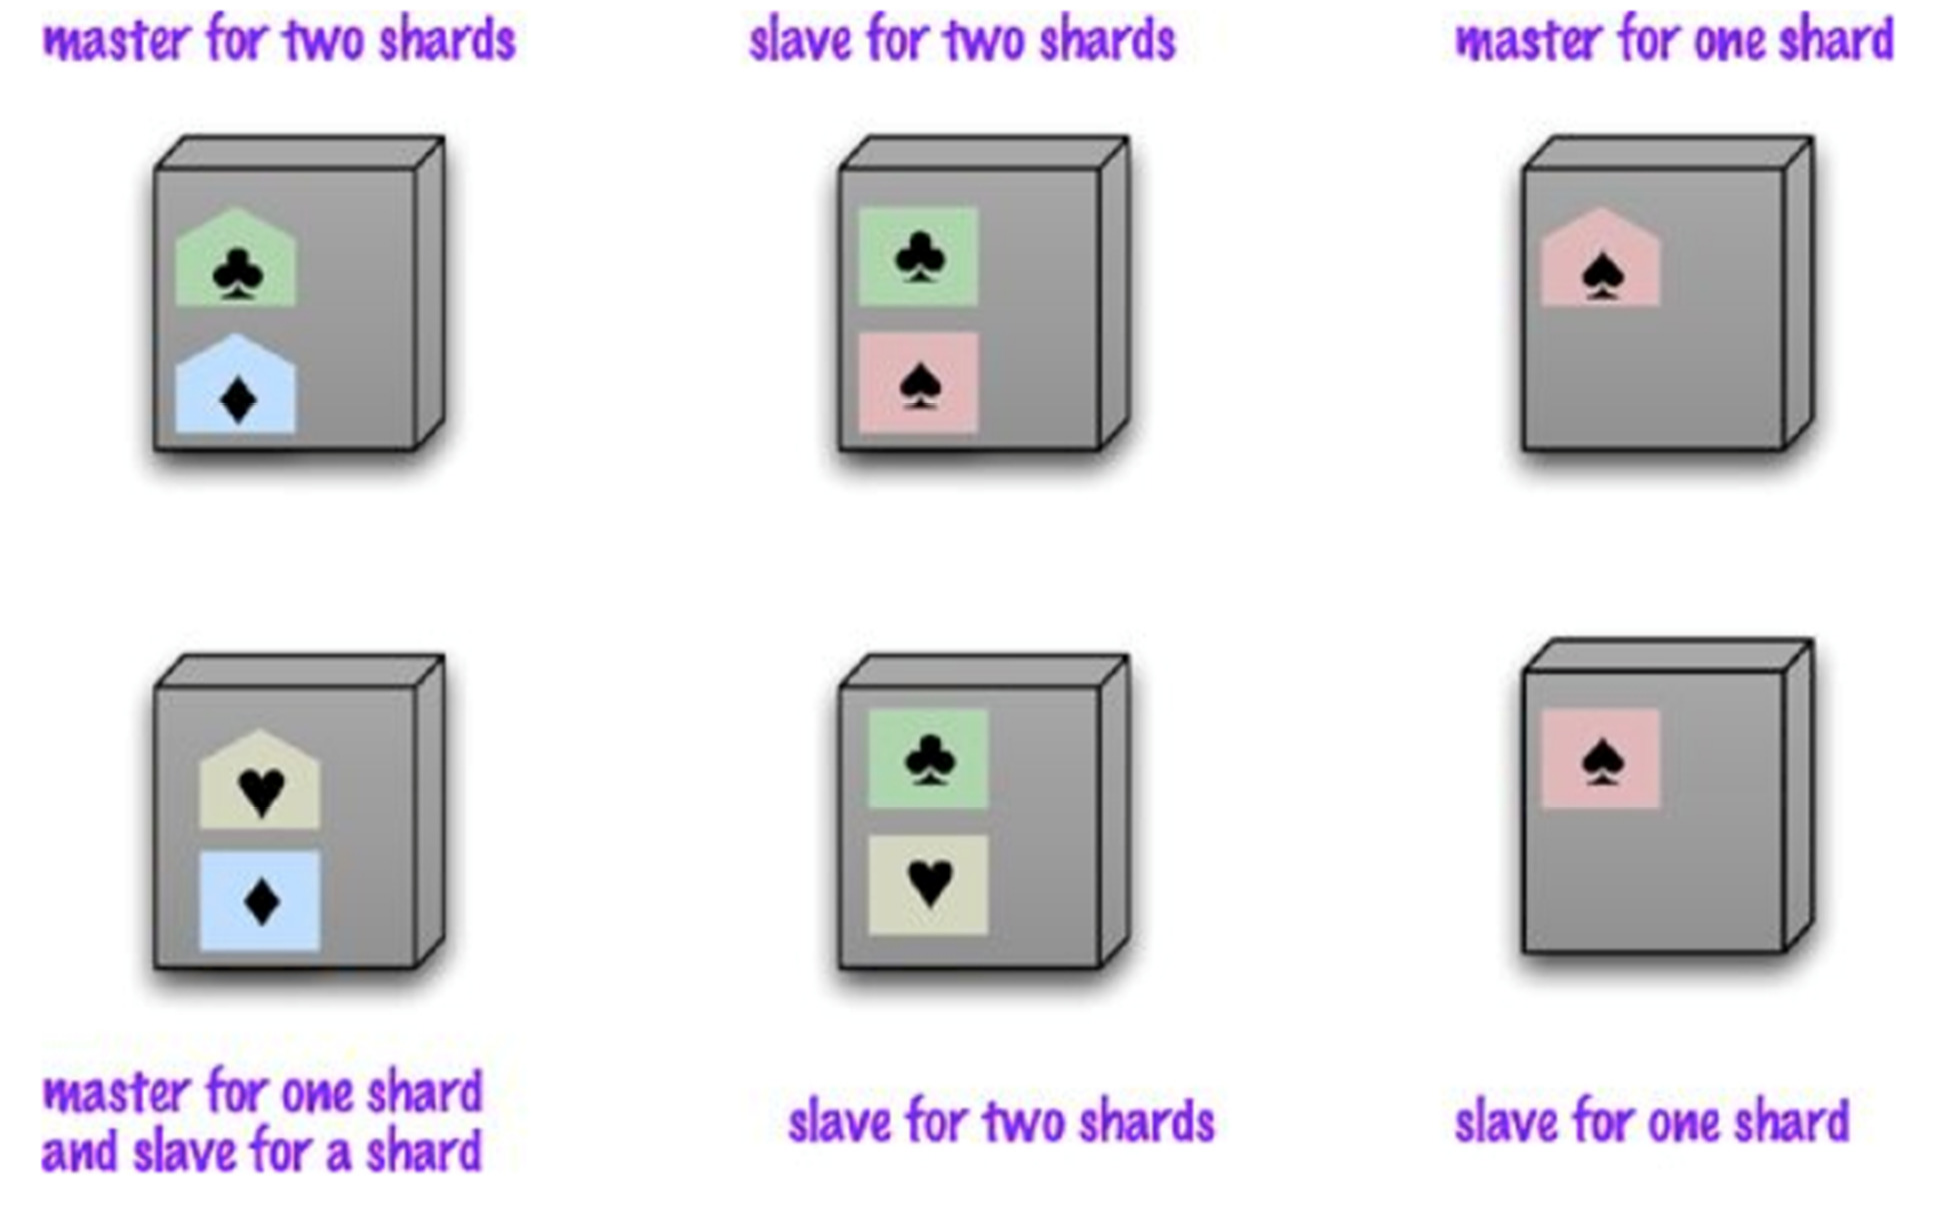 master for two shards
slave for two shards
master for one shard
♣
♣
♠
♦
♠
♥
♣
♠
♦
♥
master for one shard
and slave for a shard
slave for two shards
slave for one shard